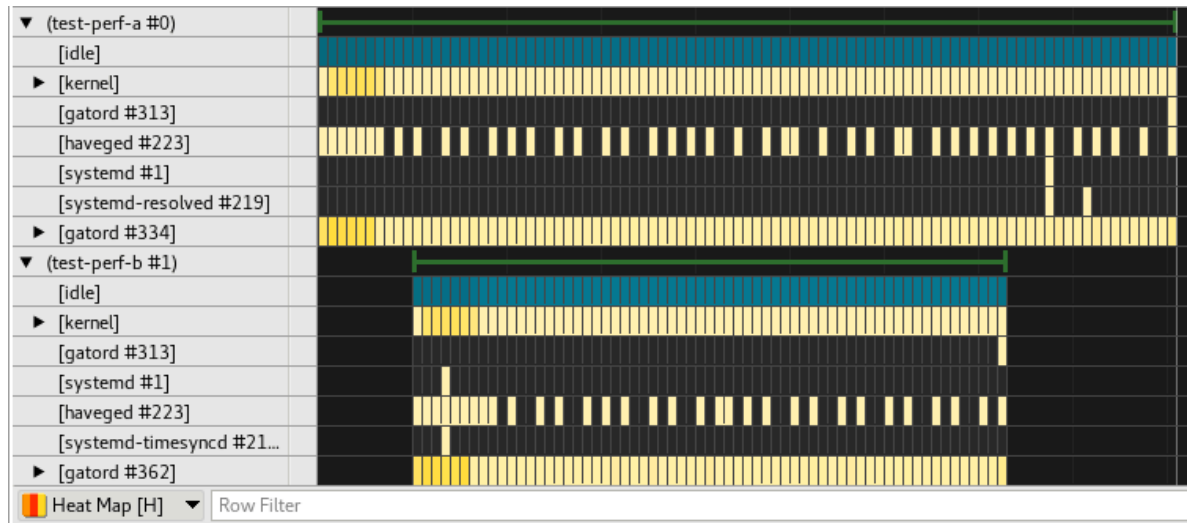 ▼ (test-perf-a #0)
[idle]
▶ [kernel]
[gatord #313]
[haveged #223]
[systemd #1]
[systemd-resolved #219]
▶ [gatord #334]
▼ (test-perf-b #1)
[idle]
▶ [kernel]
[gatord #313]
[systemd #1]
[haveged #223]
[systemd-timesyncd #21...
▶ [gatord #362]
Heat Map [H] ▼ Row Filter